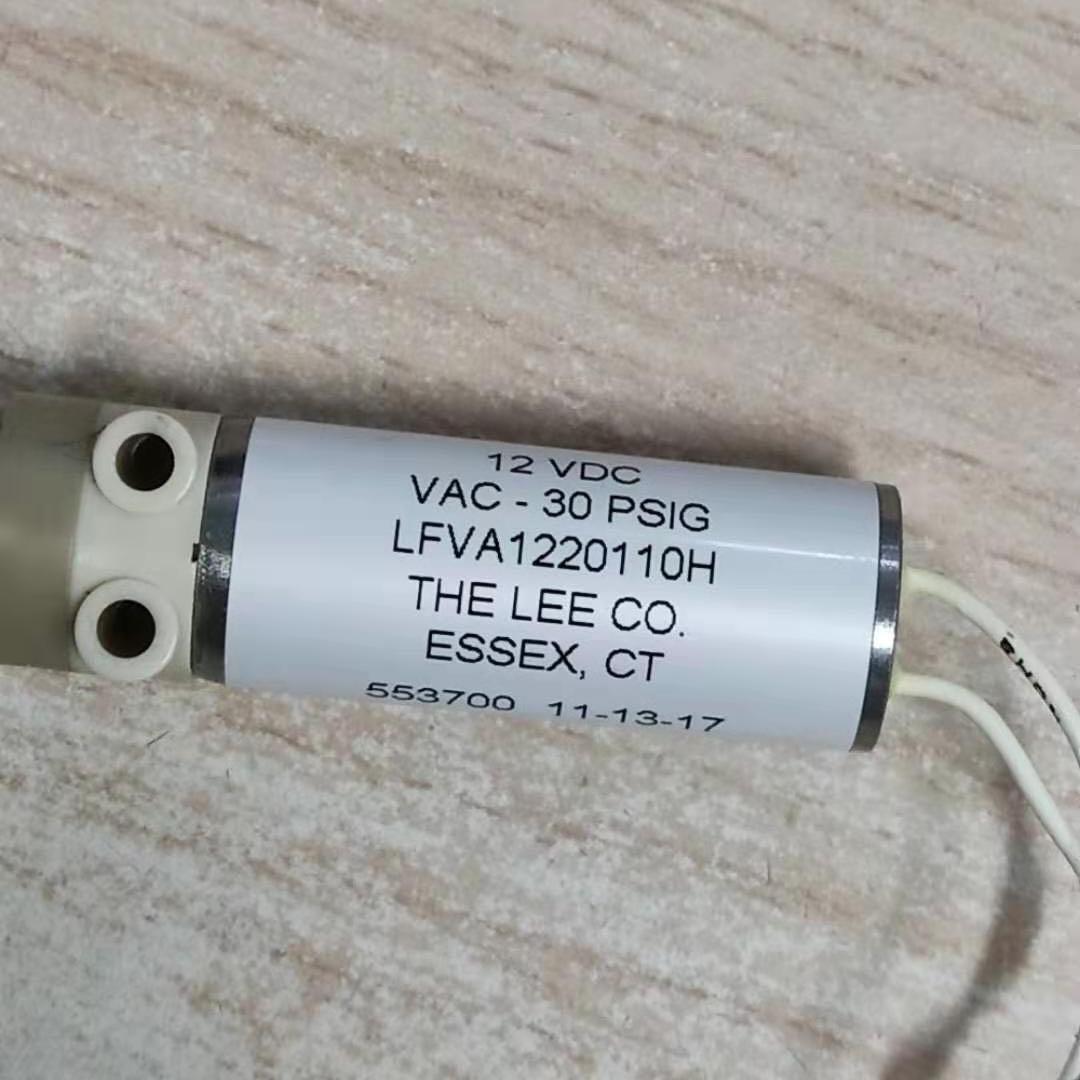 12 VDC
VAC - 30 PSIG
LFVA1220110H
THE LEE CO.
ESSEX, CT
553700 11-13-17